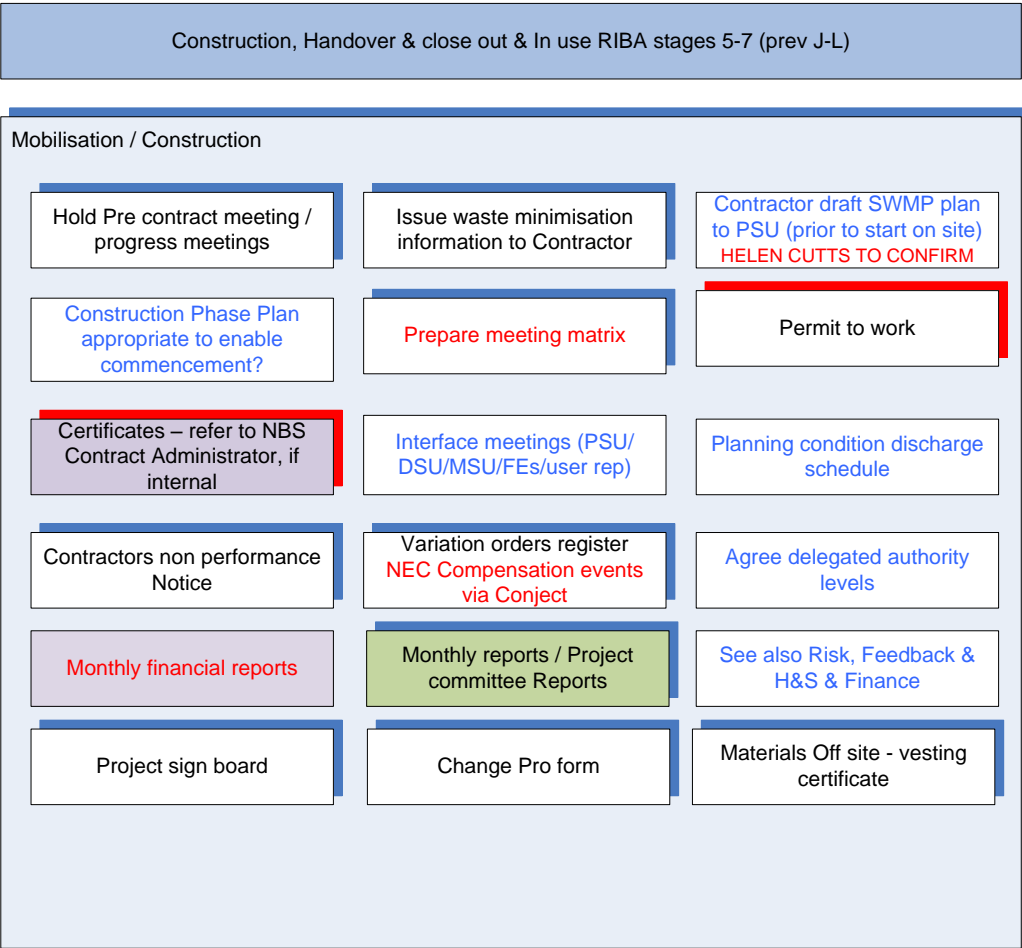 Construction, Handover & close out & In use RIBA stages 5-7 (prev J-L)
Mobilisation / Construction
Hold Pre contract meeting /
progress meetings
Issue waste minimisation
information to Contractor
Contractor draft SWMP plan
to PSU (prior to start on site)
HELEN CUTTS TO CONFIRM
Construction Phase Plan
appropriate to enable
commencement?
Prepare meeting matrix
Permit to work
Certificates – refer to NBS
Contract Administrator, if
internal
Interface meetings (PSU/
DSU/MSU/FEs/user rep)
Planning condition discharge
schedule
Contractors non performance
Notice
Variation orders register
NEC Compensation events
via Conject
Agree delegated authority
levels
Monthly financial reports
Monthly reports / Project
committee Reports
See also Risk, Feedback &
H&S & Finance
Project sign board
Change Pro form
Materials Off site - vesting
certificate